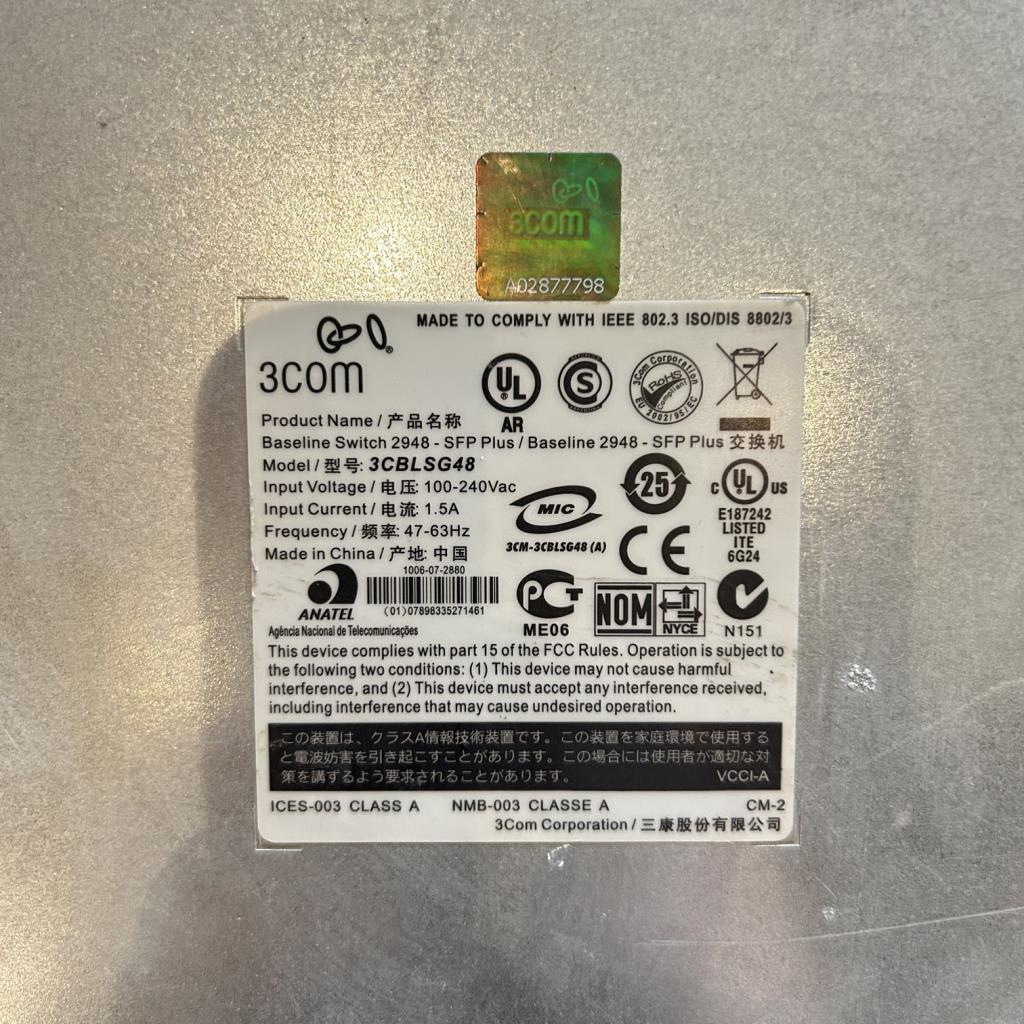 3COM
A02877798
MADE TO COMPLY WITH IEEE 802.3 ISO/DIS 8802/3
3COM
UL
AR
S
3Com Corporation
RoHS
Compliant
EU 2002/95/EC
Product Name / 产品名称
Baseline Switch 2948 - SFP Plus / Baseline 2948 - SFP Plus 交换机
Model / 型号: 3CBLSG48
Input Voltage / 电压: 100-240Vac
Input Current / 电流: 1.5A
Frequency / 频率: 47-63Hz
Made in China / 产地: 中国
MIC
3CM-3CBLSG48 (A)
25
CE
C UL US
E187242
LISTED
ITE
6G24
ANATEL
1006-07-2880
(01)07898335271461
Agência Nacional de Telecomunicações
PCT
ME06
NOM
NYCE
N151
This device complies with part 15 of the FCC Rules. Operation is subject to
the following two conditions: (1) This device may not cause harmful
interference, and (2) This device must accept any interference received,
including interference that may cause undesired operation.
この装置は、クラスA情報技術装置です。この装置を家庭環境で使用する
と電波妨害を引き起こすことがあります。この場合には使用者が適切な対
策を講ずるよう要求されることがあります。 VCCI-A
ICES-003 CLASS A NMB-003 CLASSE A CM-2
3Com Corporation / 三康股份有限公司